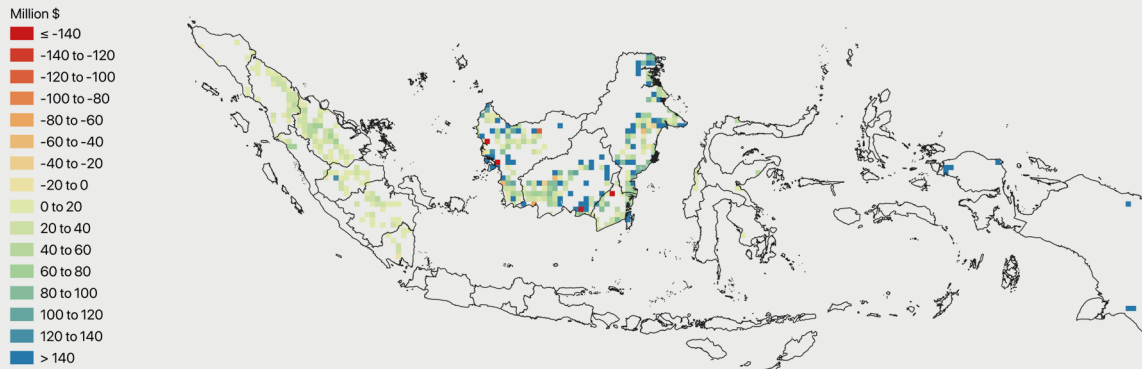 Million $
≤ -140
-140 to -120
-120 to -100
-100 to -80
-80 to -60
-60 to -40
-40 to -20
-20 to 0
0 to 20
20 to 40
40 to 60
60 to 80
80 to 100
100 to 120
120 to 140
> 140